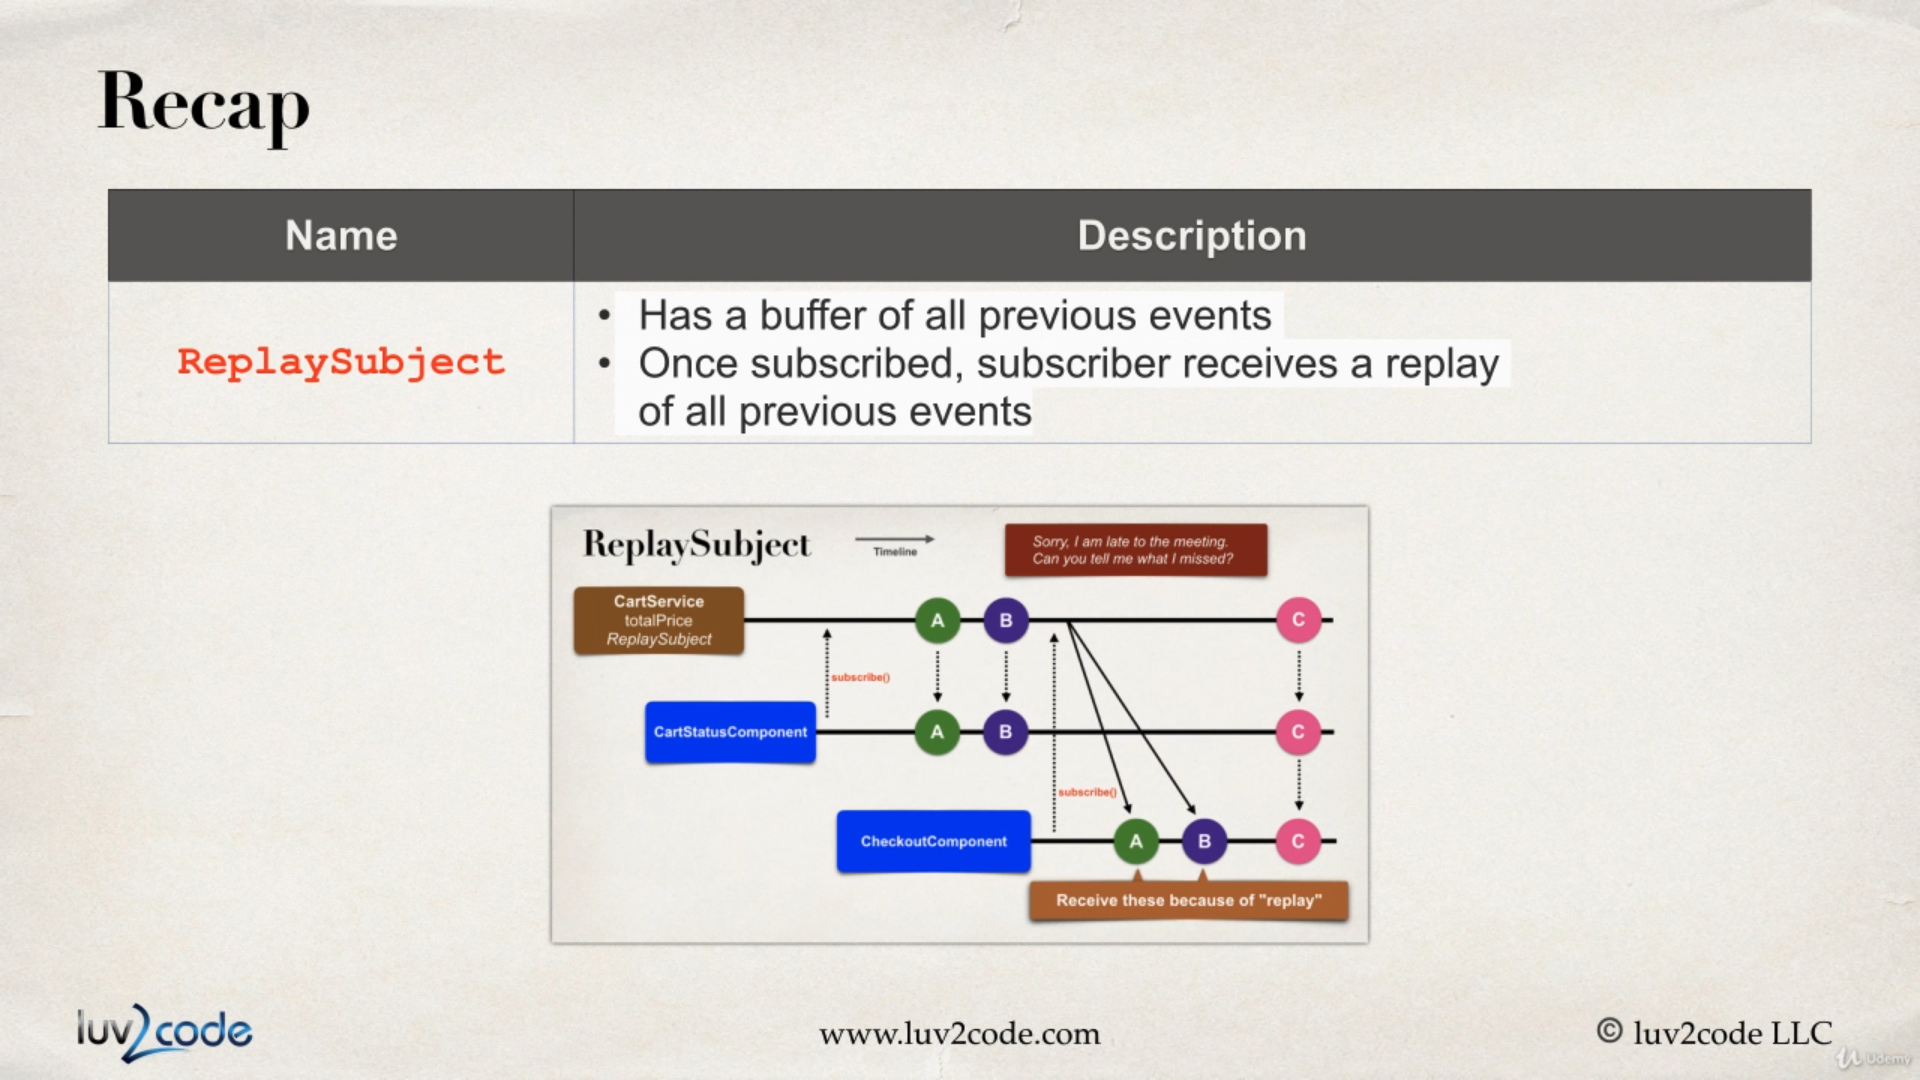 Recap
Name
Description
ReplaySubject
• Has a buffer of all previous events
• Once subscribed, subscriber receives a replay
of all previous events
ReplaySubject
Timeline
Sorry, I am late to the meeting.
Can you tell me what I missed?
CartService
totalPrice
ReplaySubject
A
B
C
subscribe()
CartStatusComponent
A
B
C
subscribe()
CheckoutComponent
A
B
C
Receive these because of "replay"
luv2code
www.luv2code.com
© luv2code LLC
Udemy